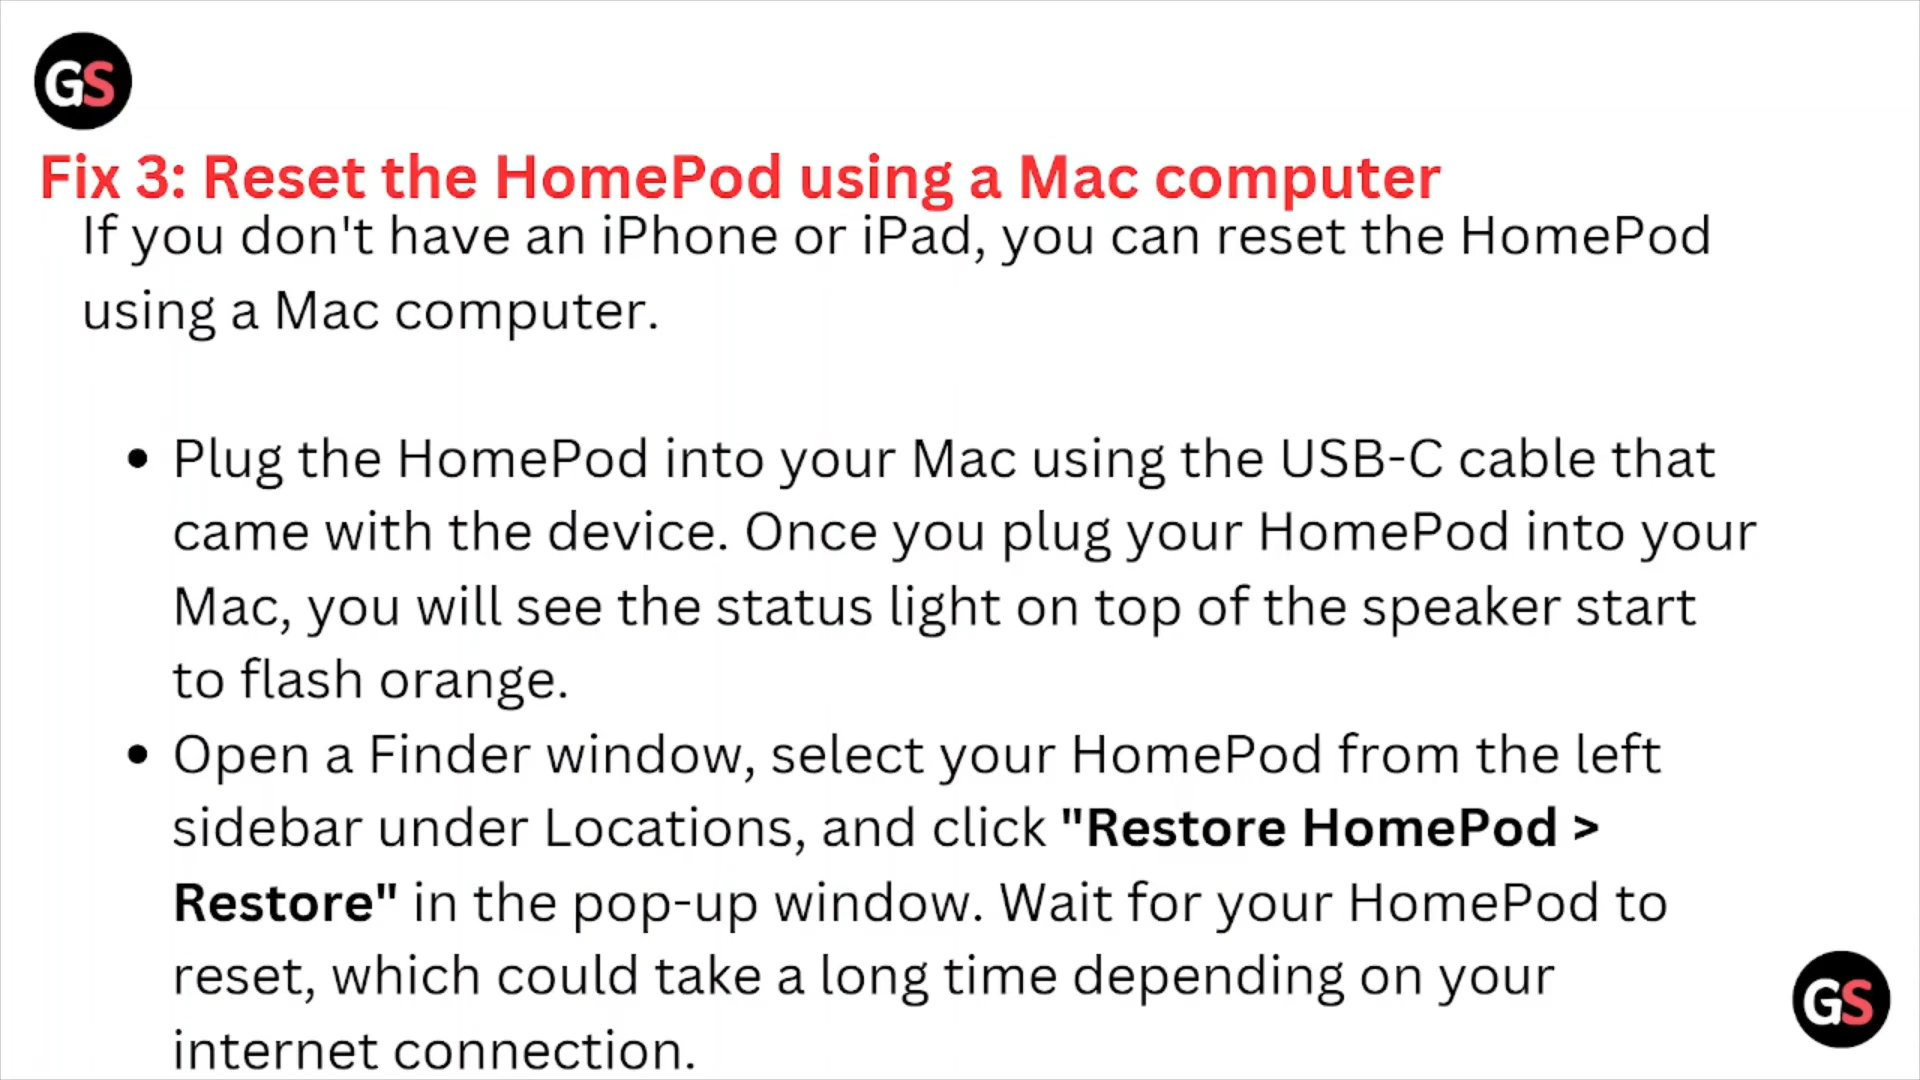 GS
Fix 3: Reset the HomePod using a Mac computer
If you don't have an iPhone or iPad, you can reset the HomePod
using a Mac computer.
• Plug the HomePod into your Mac using the USB-C cable that
came with the device. Once you plug your HomePod into your
Mac, you will see the status light on top of the speaker start
to flash orange.
• Open a Finder window, select your HomePod from the left
sidebar under Locations, and click "Restore HomePod >
Restore" in the pop-up window. Wait for your HomePod to
reset, which could take a long time depending on your
internet connection.
GS